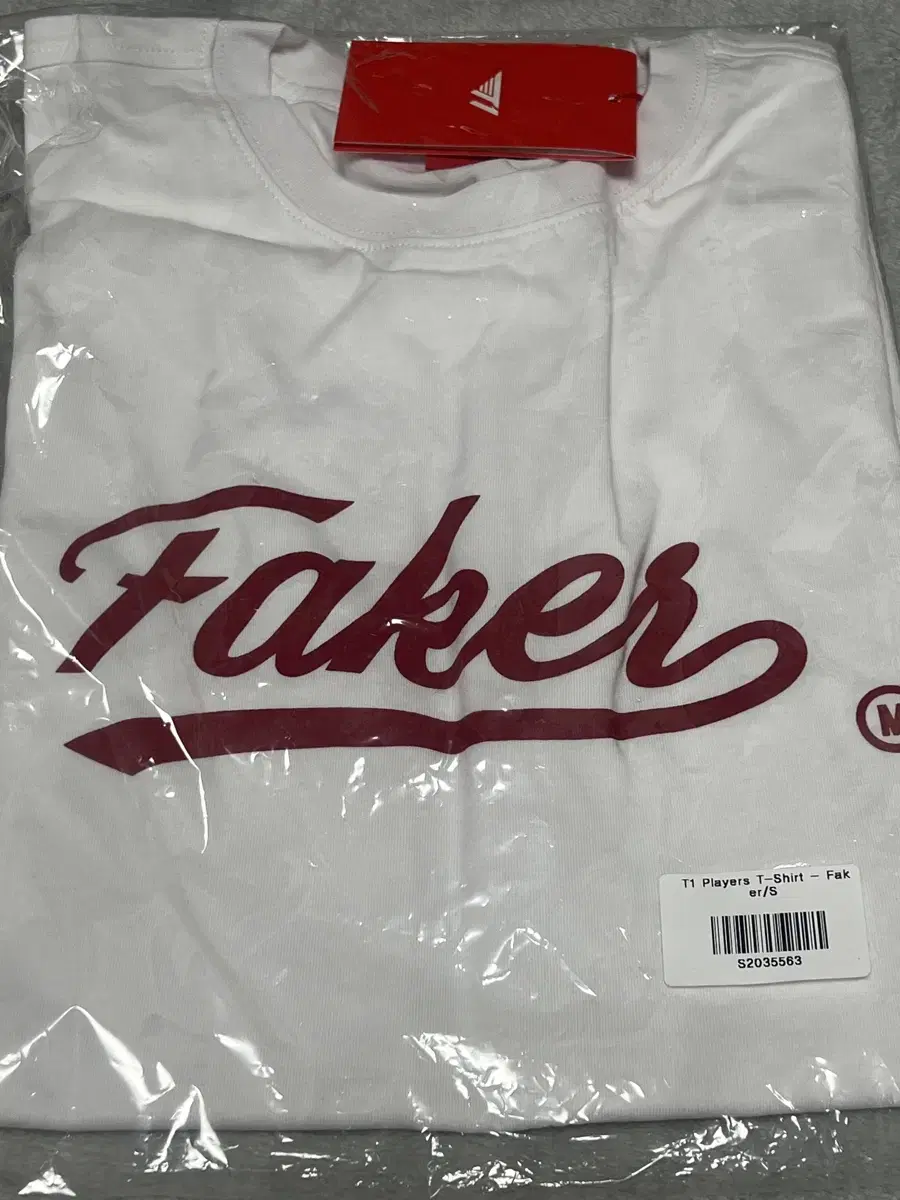 Faker
M
T1 Players T-Shirt - Fak
er/S
S2035563